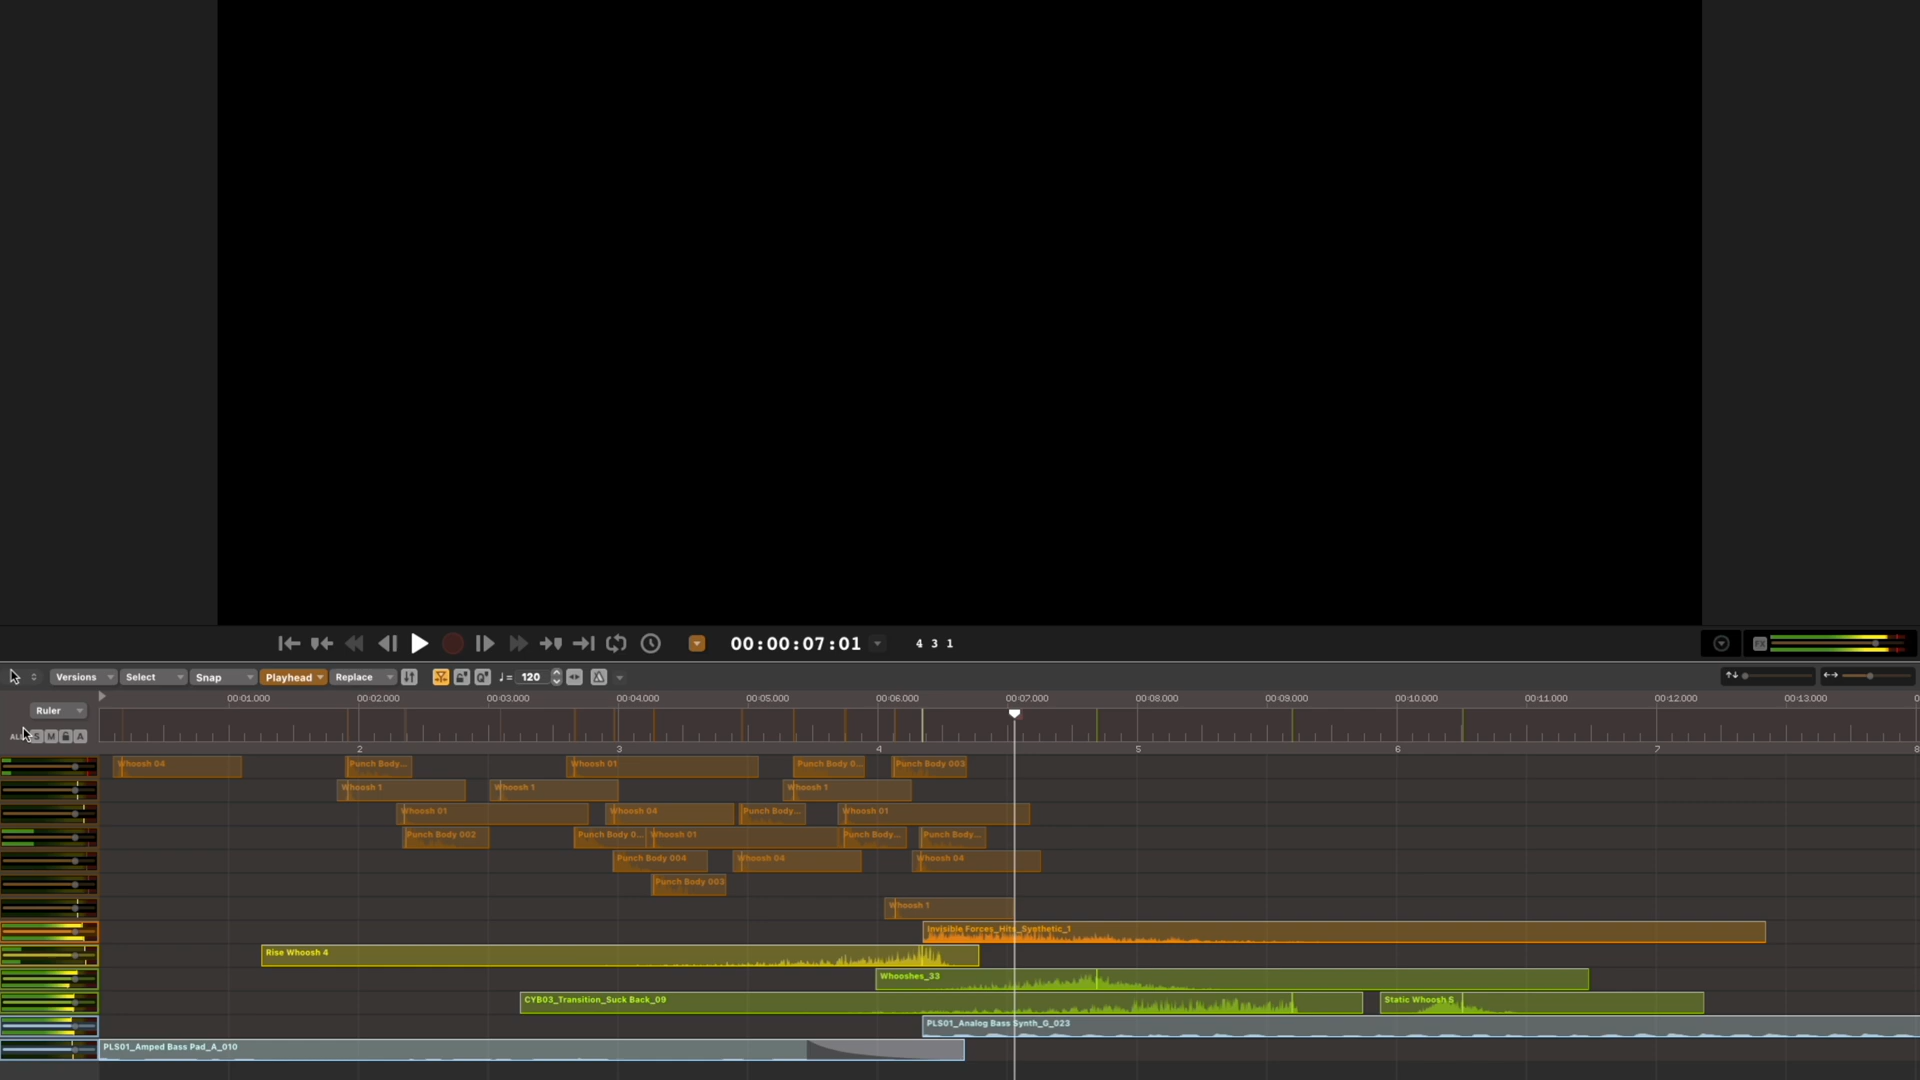 00:00:07:01 4 3 1
Versions Select Snap Playhead Replace ♩= 120
00:01.000 00:02.000 00:03.000 00:04.000 00:05.000 00:06.000 00:07.000 00:08.000 00:09.000 00:10.000 00:11.000 00:12.000 00:13.000
Ruler
S M A
2 3 4 5 6 7 8
Whoosh 04 Punch Body... Whoosh 01 Punch Body 0... Punch Body 003
Whoosh 1 Whoosh 1 Whoosh 1
Whoosh 01 Whoosh 04 Punch Body... Whoosh 01
Punch Body 002 Punch Body 0... Whoosh 01 Punch Body... Punch Body...
Punch Body 004 Whoosh 04 Whoosh 04
Punch Body 003
Whoosh 1
Invisible Forces_Hits_Synthetic_1
Rise Whoosh 4
Whooshes_33
CYB03_Transition_Suck Back_09 Static Whoosh 5
PLS01_Analog Bass Synth_G_023
PLS01_Amped Bass Pad_A_010